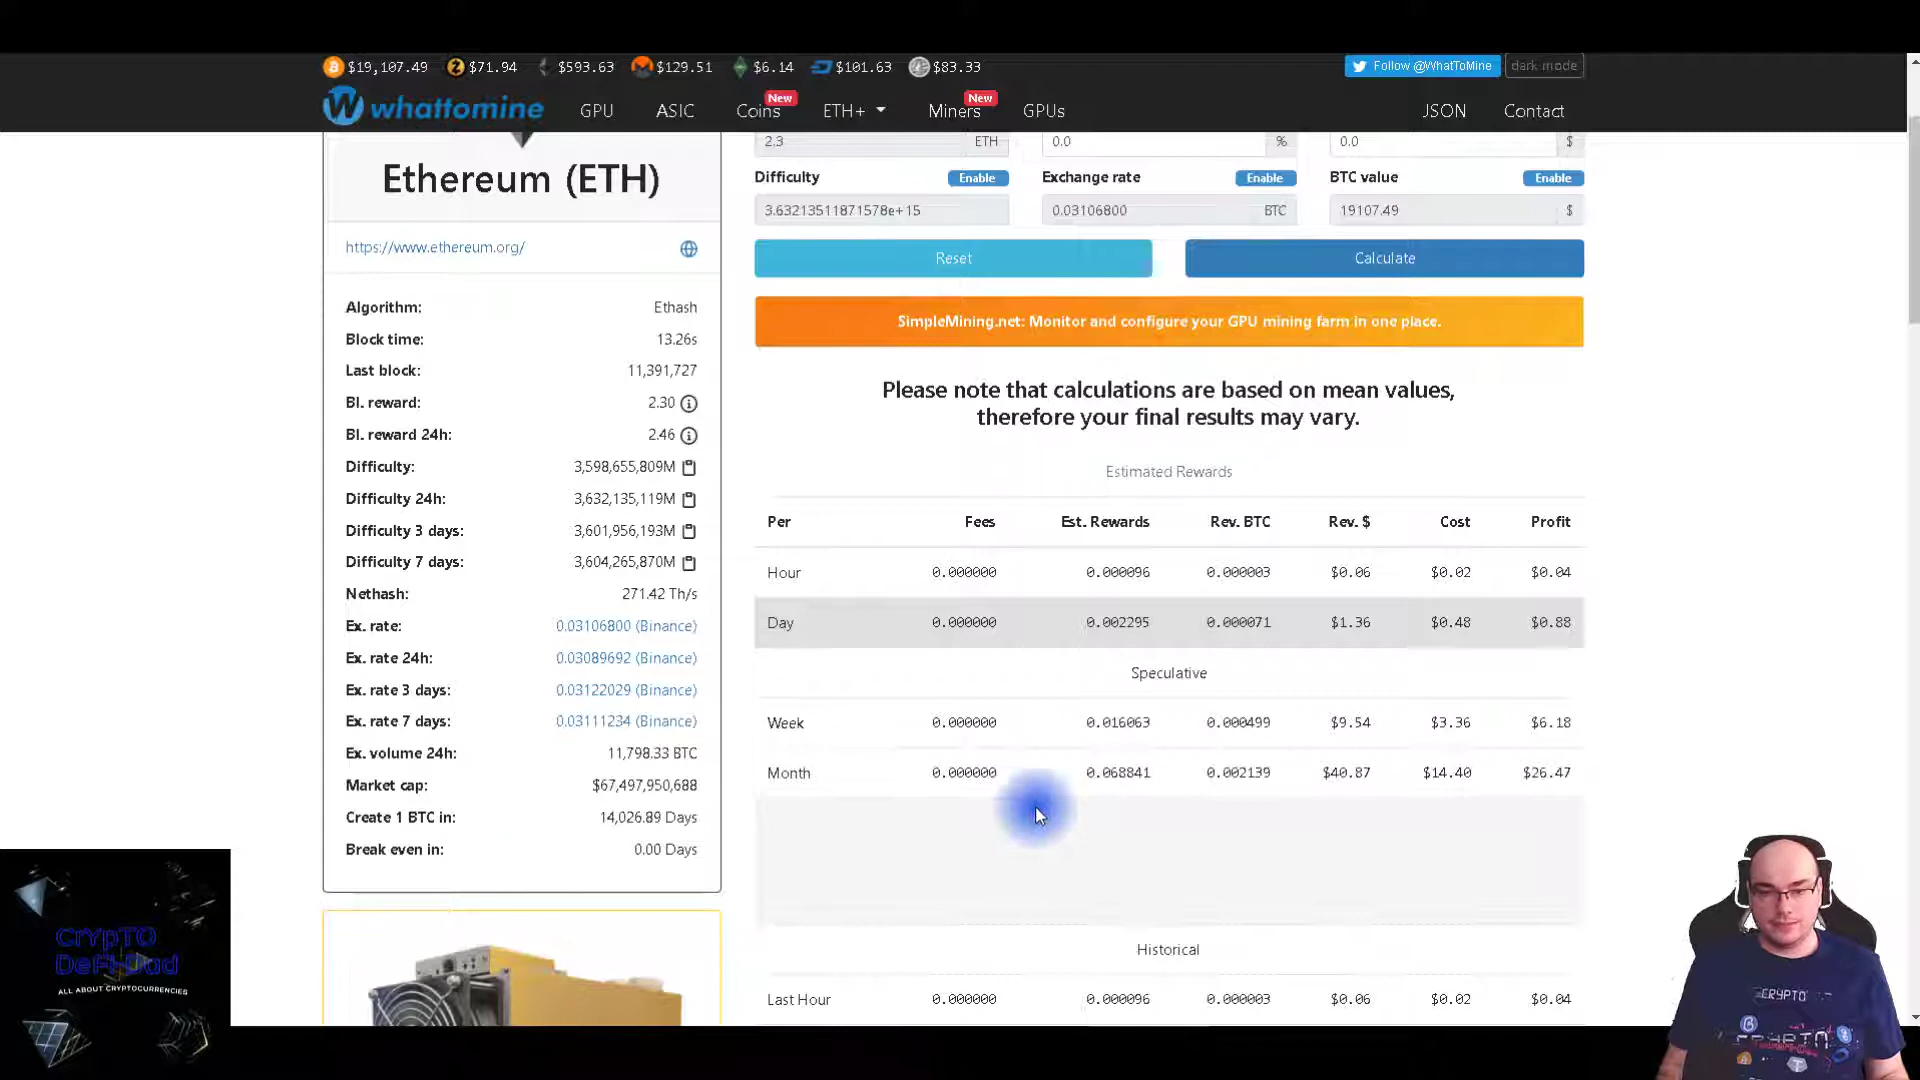 $19,107.49 $71.94 $593.63 $129.51 $6.14 $101.63 $83.33 Follow @WhatToMine dark mode
whattomine GPU ASIC Coins New ETH+ Miners New GPUs JSON Contact
2.3 ETH 0.0 % 0.0 $
Ethereum (ETH)
Difficulty Enable Exchange rate Enable BTC value Enable
3.63213511871578e+15 0.03106800 BTC 19107.49 $
https://www.ethereum.org/
Reset Calculate
SimpleMining.net: Monitor and configure your GPU mining farm in one place.
Algorithm: Ethash
Block time: 13.26s
Last block: 11,391,727
Bl. reward: 2.30
Bl. reward 24h: 2.46
Difficulty: 3,598,655,809M
Difficulty 24h: 3,632,135,119M
Difficulty 3 days: 3,601,956,193M
Difficulty 7 days: 3,604,265,870M
Nethash: 271.42 Th/s
Ex. rate: 0.03106800 (Binance)
Ex. rate 24h: 0.03089692 (Binance)
Ex. rate 3 days: 0.03122029 (Binance)
Ex. rate 7 days: 0.03111234 (Binance)
Ex. volume 24h: 11,798.33 BTC
Market cap: $67,497,950,688
Create 1 BTC in: 14,026.89 Days
Break even in: 0.00 Days
Please note that calculations are based on mean values,
therefore your final results may vary.
Estimated Rewards
Per Fees Est. Rewards Rev. BTC Rev. $ Cost Profit
Hour 0.000000 0.000096 0.000003 $0.06 $0.02 $0.04
Day 0.000000 0.002295 0.000071 $1.36 $0.48 $0.88
Speculative
Week 0.000000 0.016063 0.000499 $9.54 $3.36 $6.18
Month 0.000000 0.068841 0.002139 $40.87 $14.40 $26.47
Historical
Last Hour 0.000000 0.000096 0.000003 $0.06 $0.02 $0.04
CrYpTO
DeFi-Dad
ALL ABOUT CRYPTOCURRENCIES
CRYPTO